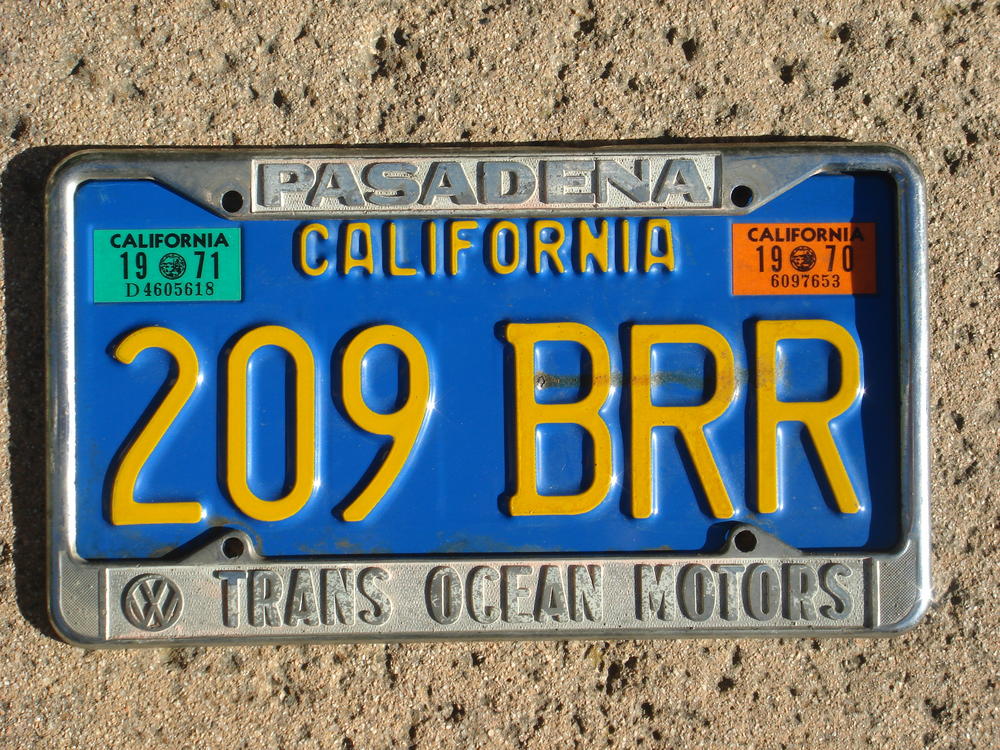 PASADENA
CALIFORNIA
CALIFORNIA
19 71
D4605618
CALIFORNIA
19 70
6097653
209 BRR
VW TRANS OCEAN MOTORS